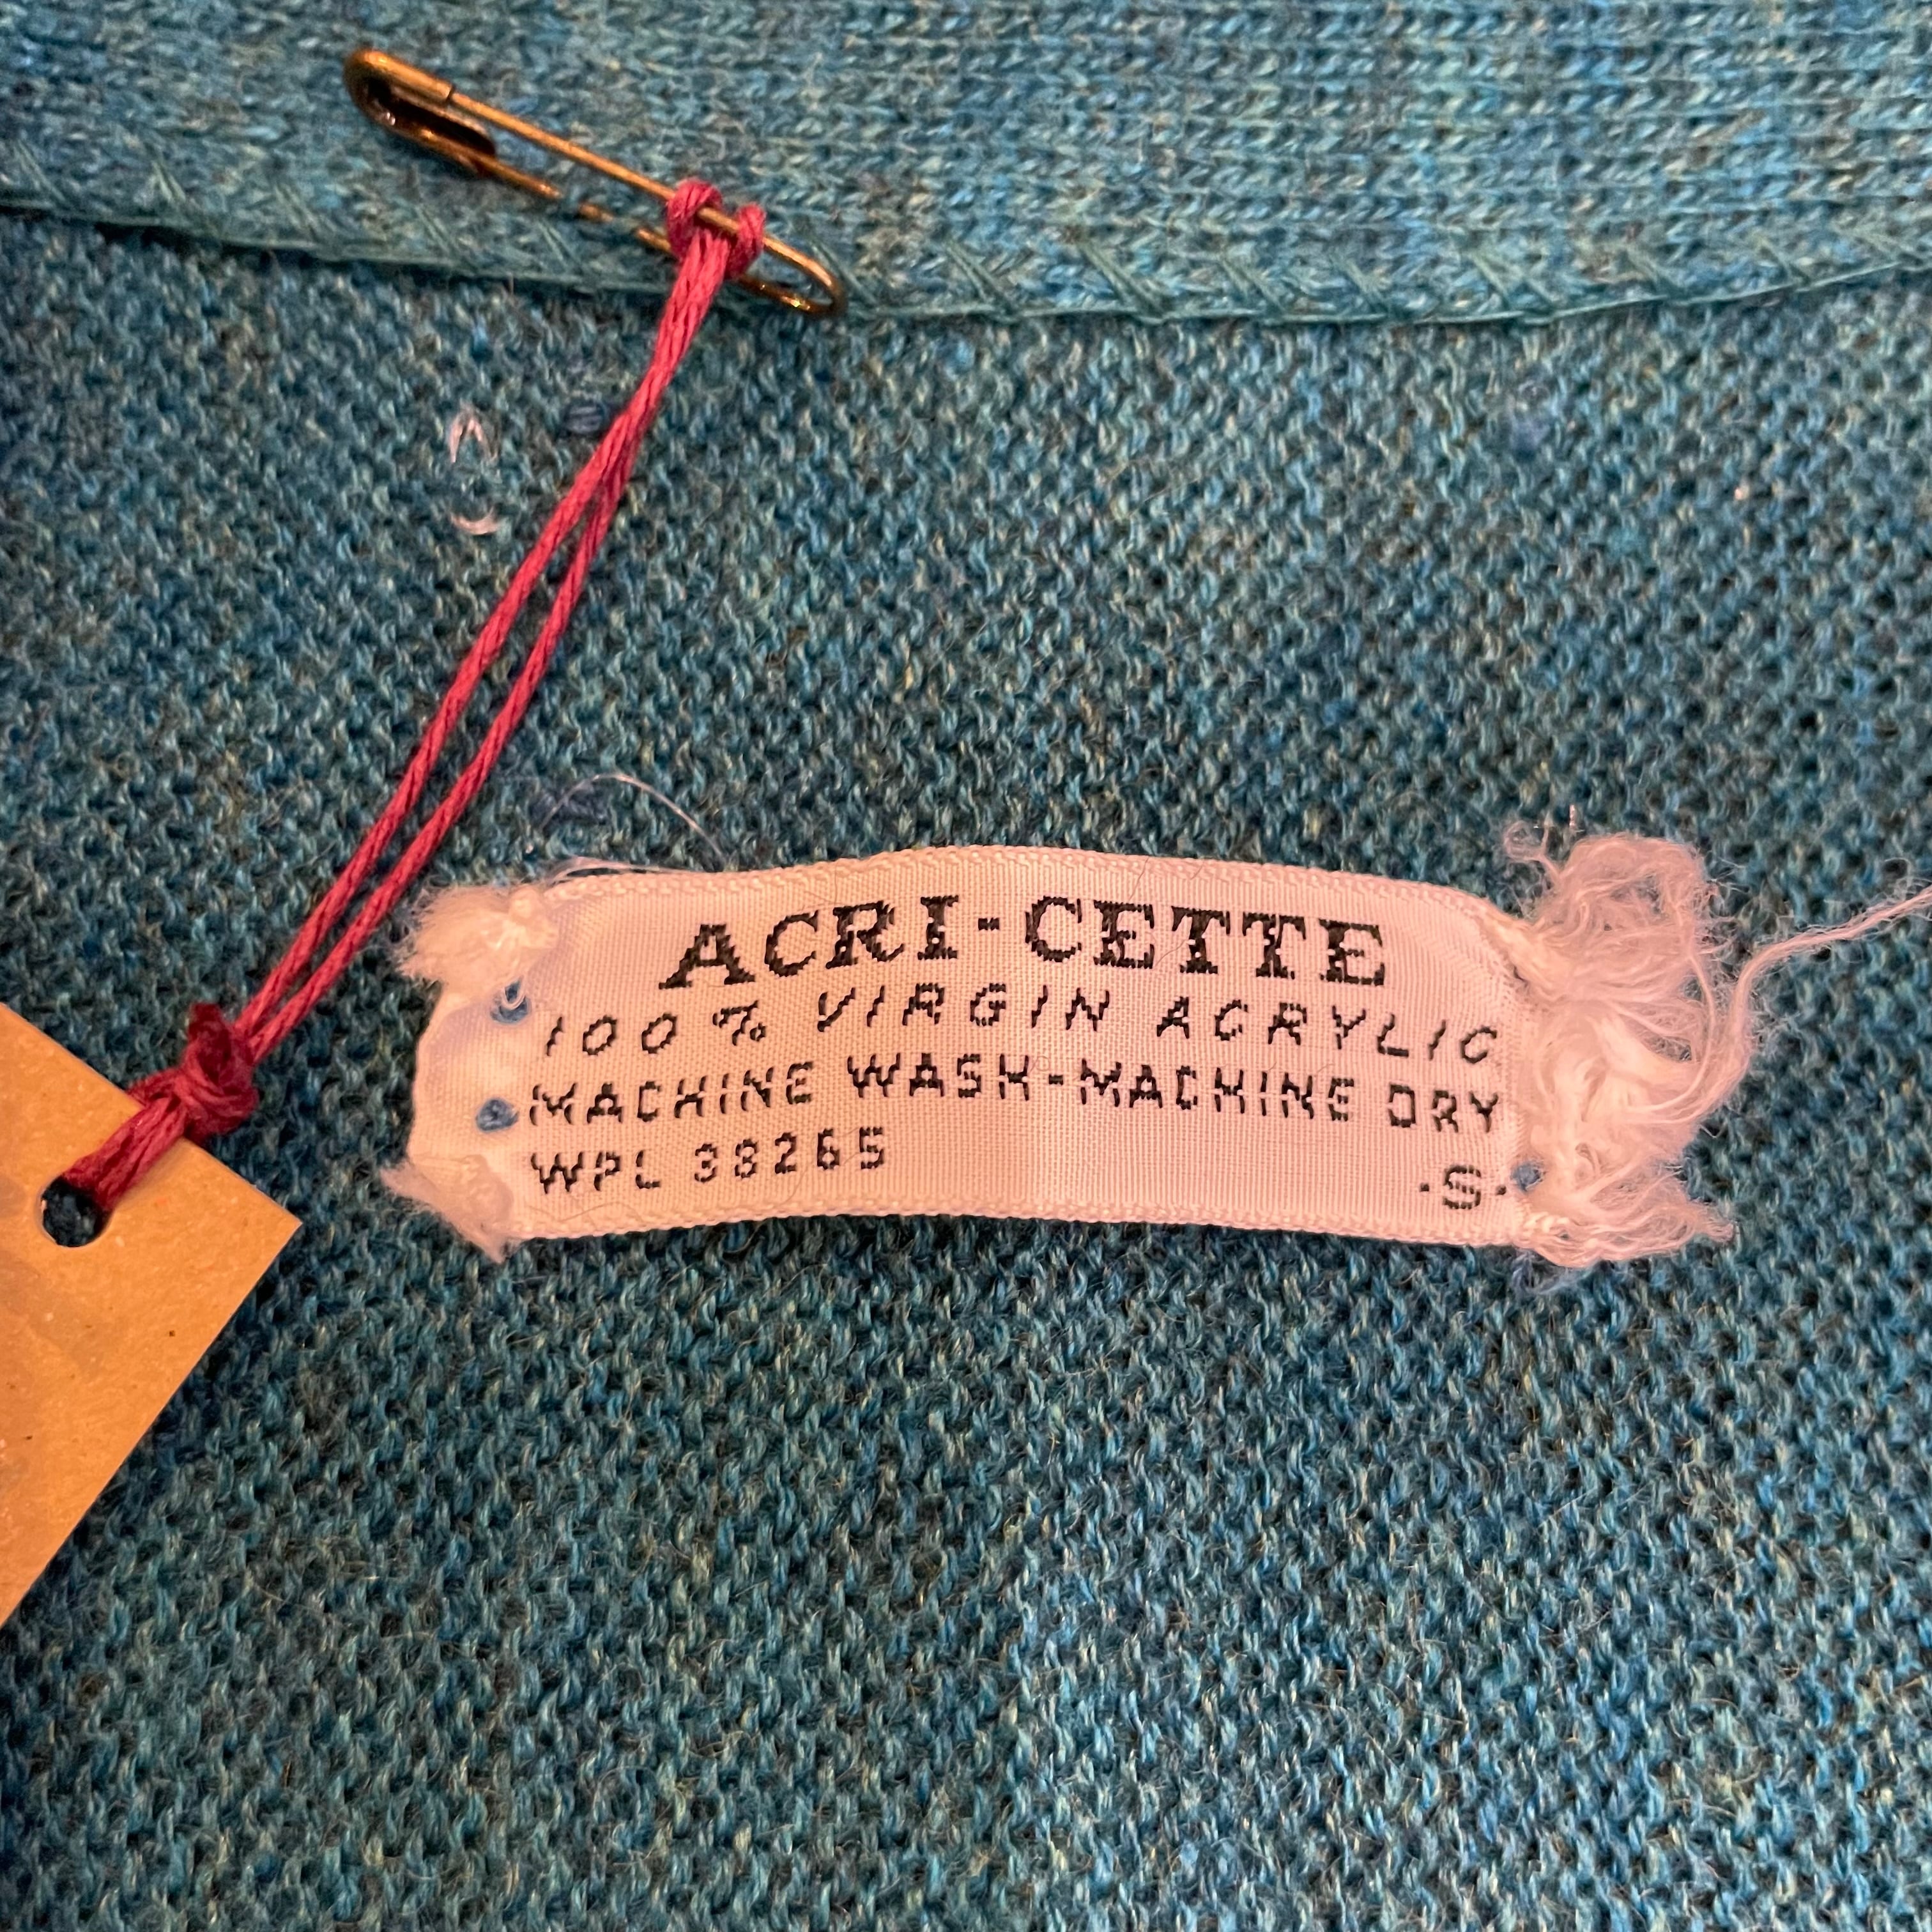 ACRI-CETTE
100% VIRGIN ACRYLIC
MACHINE WASH-MACHINE DRY
WPL 38265
.S.